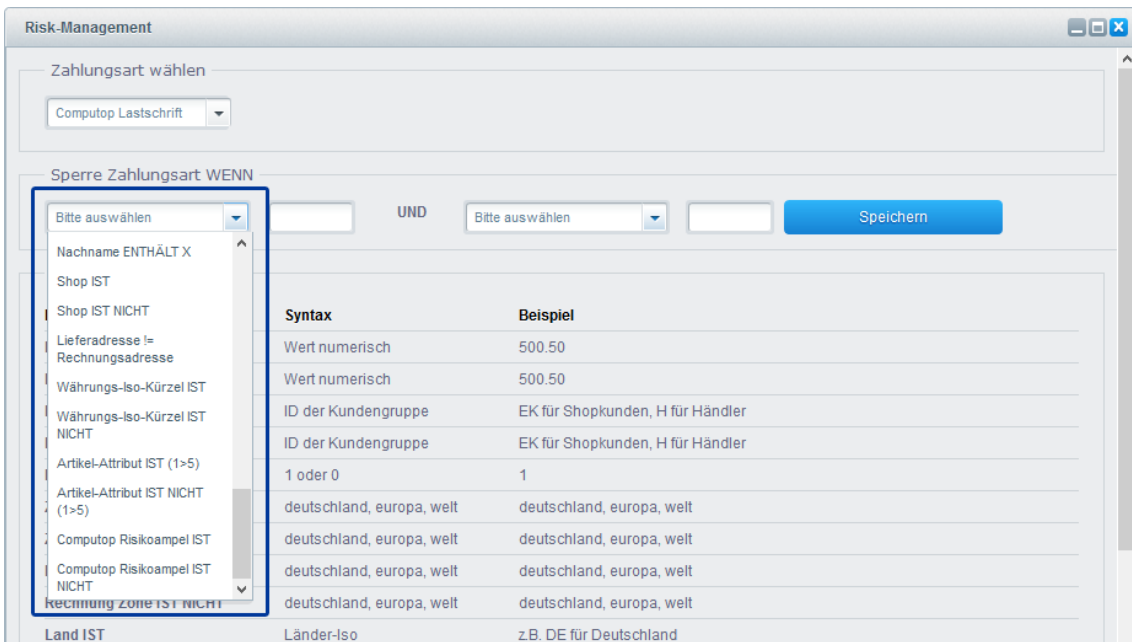 Risk-Management
Zahlungsart wählen
Computop Lastschrift
Sperre Zahlungsart WENN
Bitte auswählen
UND
Bitte auswählen
Speichern
Nachname ENTHÄLT X
Shop IST
Shop IST NICHT
Lieferadresse !=
Rechnungsadresse
Währungs-Iso-Kürzel IST
Währungs-Iso-Kürzel IST
NICHT
Artikel-Attribut IST (1>5)
Artikel-Attribut IST NICHT
(1>5)
Computop Risikoampel IST
Computop Risikoampel IST
NICHT
Syntax Beispiel
Wert numerisch 500.50
Wert numerisch 500.50
ID der Kundengruppe EK für Shopkunden, H für Händler
ID der Kundengruppe EK für Shopkunden, H für Händler
1 oder 0 1
deutschland, europa, welt deutschland, europa, welt
deutschland, europa, welt deutschland, europa, welt
deutschland, europa, welt deutschland, europa, welt
Rechnung Zone IST NICHT deutschland, europa, welt deutschland, europa, welt
Land IST Länder-Iso z.B. DE für Deutschland